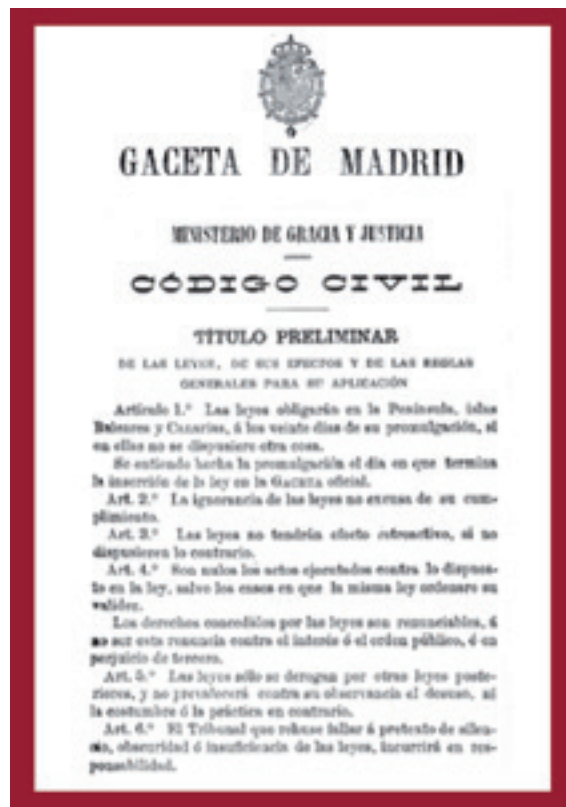 GACETA DE MADRID
MINISTERIO DE GRACIA Y JUSTICIA
CÓDIGO CIVIL
TÍTULO PRELIMINAR
DE LAS LEYES, DE SUS EFECTOS Y DE LAS REGLAS
GENERALES PARA SU APLICACIÓN
Artículo 1.º Las leyes obligarán en la Península, islas
Baleares y Canarias, á los veinte días de su promulgación, si
en ellas no se dispusiere otra cosa.
Se entiende hecha la promulgación el día en que termina
la inserción de la ley en la GACETA oficial.
Art. 2.º La ignorancia de las leyes no excusa de su cum-
plimiento.
Art. 3.º Las leyes no tendrán efecto retroactivo, si no
dispusieren lo contrario.
Art. 4.º Son nulos los actos ejecutados contra lo dispues-
to en la ley, salvo los casos en que la misma ley ordenare su
validez.
Los derechos concedidos por las leyes son renunciables, á
no ser esta renuncia contra el interés ó el orden público, ó en
perjuicio de tercero.
Art. 5.º Las leyes sólo se derogan por otras leyes poste-
riores, y no prevalecerá contra su observancia el desuso, ni
la costumbre ó la práctica en contrario.
Art. 6.º El Tribunal que rehuse fallar á pretexto de silen-
cio, obscuridad ó insuficiencia de las leyes, incurrirá en res-
ponsabilidad.